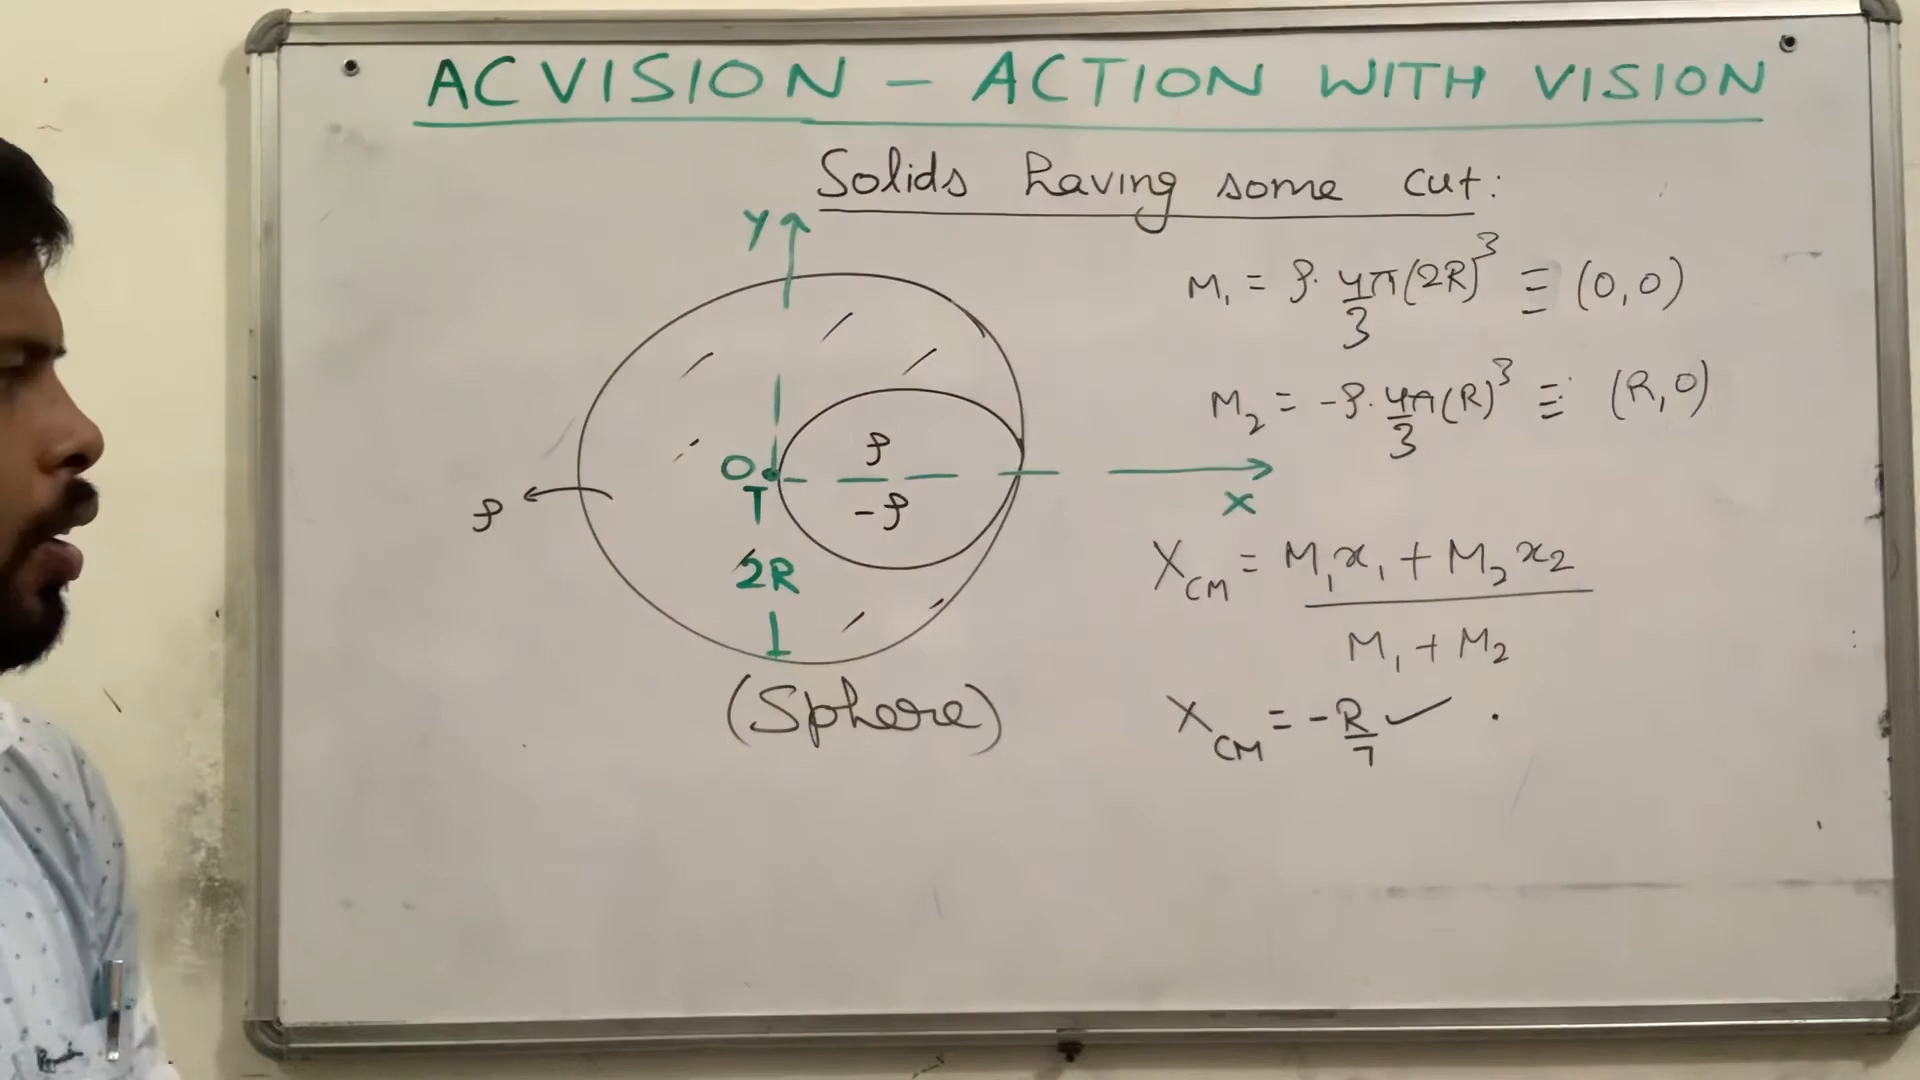 ACVISION – ACTION WITH VISION
Solids having some cut:
Y
M₁ = ρ · 4π/3 (2R)³ ≡ (0,0)
M₂ = -ρ · 4π/3 (R)³ ≡ (R,0)
ρ
O
-ρ
ρ
X
2R
X_CM = M₁x₁ + M₂x₂ / M₁ + M₂
(Sphere)
X_CM = -R/7 ✓